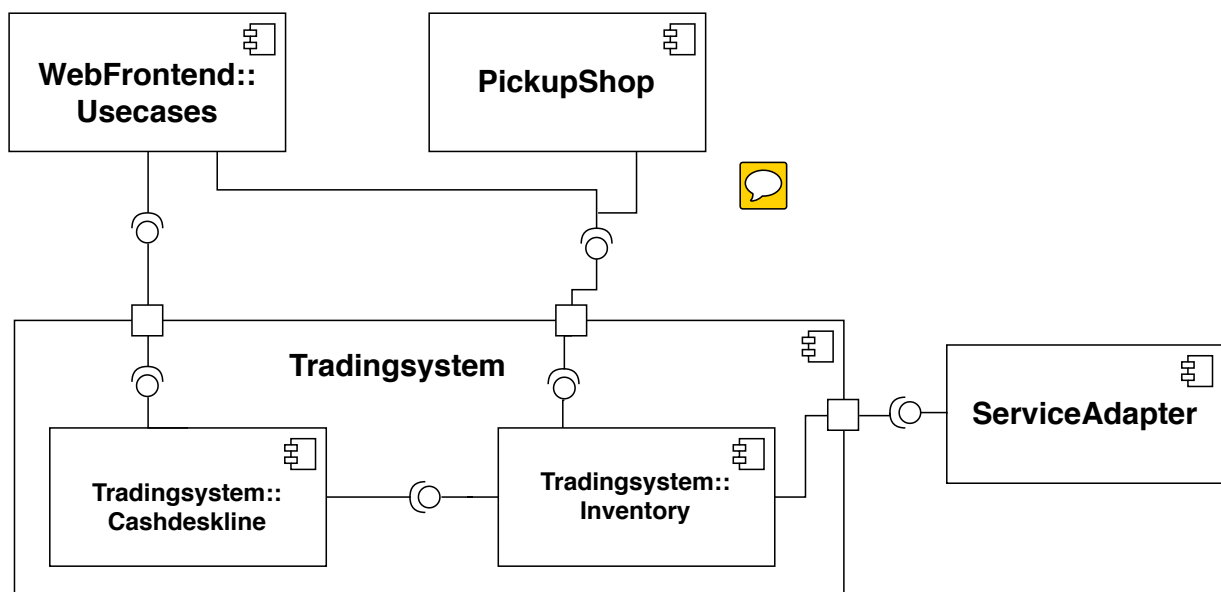 WebFrontend::
Usecases
PickupShop
Tradingsystem
ServiceAdapter
Tradingsystem::
Cashdeskline
Tradingsystem::
Inventory